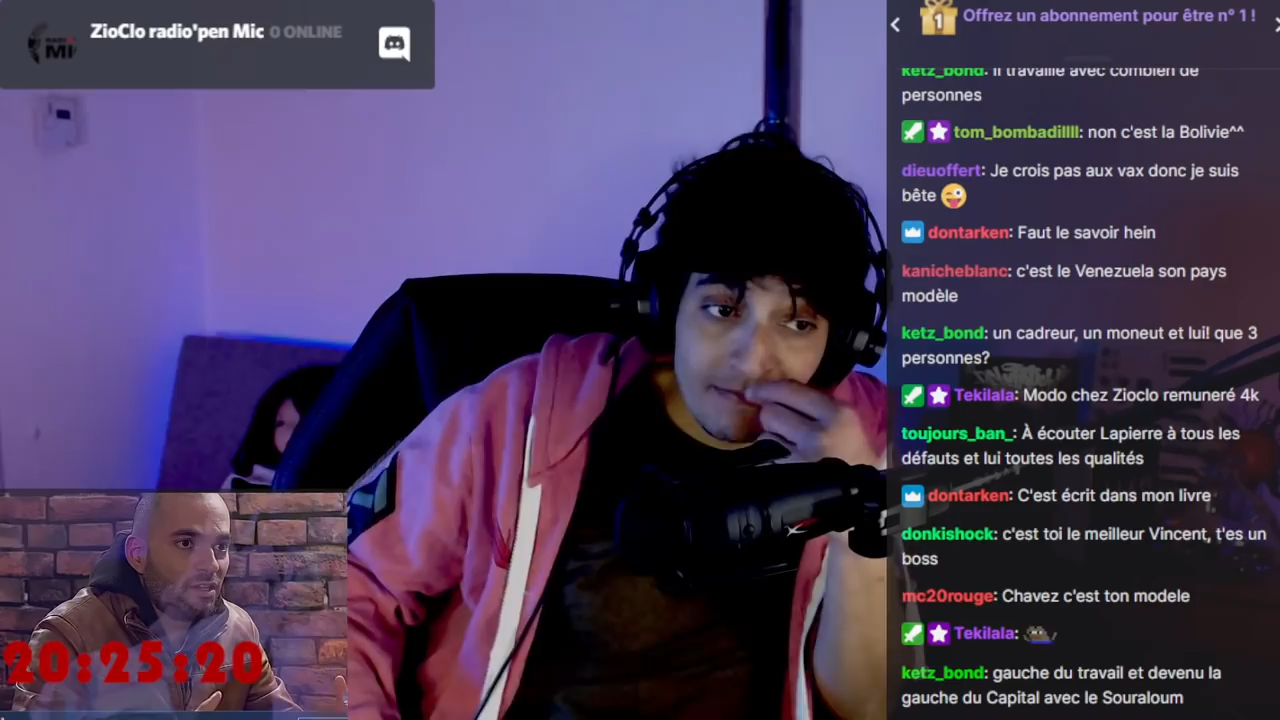 ZioClo radio'pen Mic 0 ONLINE
MI
20:25:20
1
Offrez un abonnement pour être n° 1 !
ketz_bond: Il travaille avec combien de
personnes
tom_bombadillll: non c'est la Bolivie^^
dieuoffert: Je crois pas aux vax donc je suis
bête
dontarken: Faut le savoir hein
kanicheblanc: c'est le Venezuela son pays
modèle
ketz_bond: un cadreur, un moneut et lui! que 3
personnes?
Tekilala: Modo chez Zioclo remuneré 4k
toujours_ban_: À écouter Lapierre à tous les
défauts et lui toutes les qualités
dontarken: C'est écrit dans mon livre
donkishock: c'est toi le meilleur Vincent, t'es un
boss
mc20rouge: Chavez c'est ton modele
Tekilala:
ketz_bond: gauche du travail et devenu la
gauche du Capital avec le Souraloum